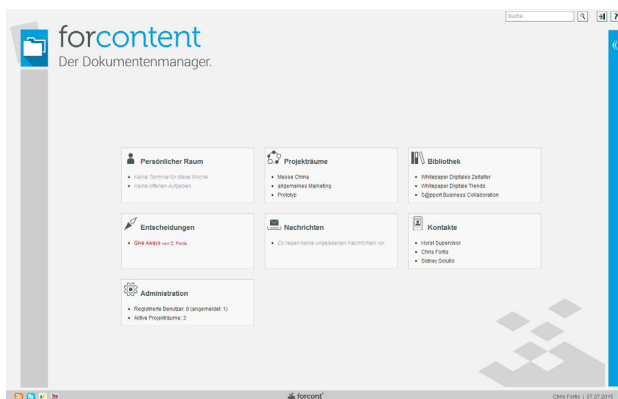 Suche
?
forcontent
Der Dokumentenmanager.
Persönlicher Raum
Keine Termine für diese Woche
Keine offenen Aufgaben
Projekträume
Messe China
allgemeines Marketing
Prototyp
Bibliothek
Whitepaper Digitales Zeitalter
Whitepaper Digitale Trends
S@pport Business Collaboration
Entscheidungen
Give Aways von C. Fortis
Nachrichten
Es liegen keine ungelesenen Nachrichten vor.
Kontakte
Horst Supervisor
Chris Fortis
Sidney Solutio
Administration
Registrierte Benutzer: 8 (angemeldet: 1)
Aktive Projekträume: 3
forcont
Chris Fortis | 07.07.2015